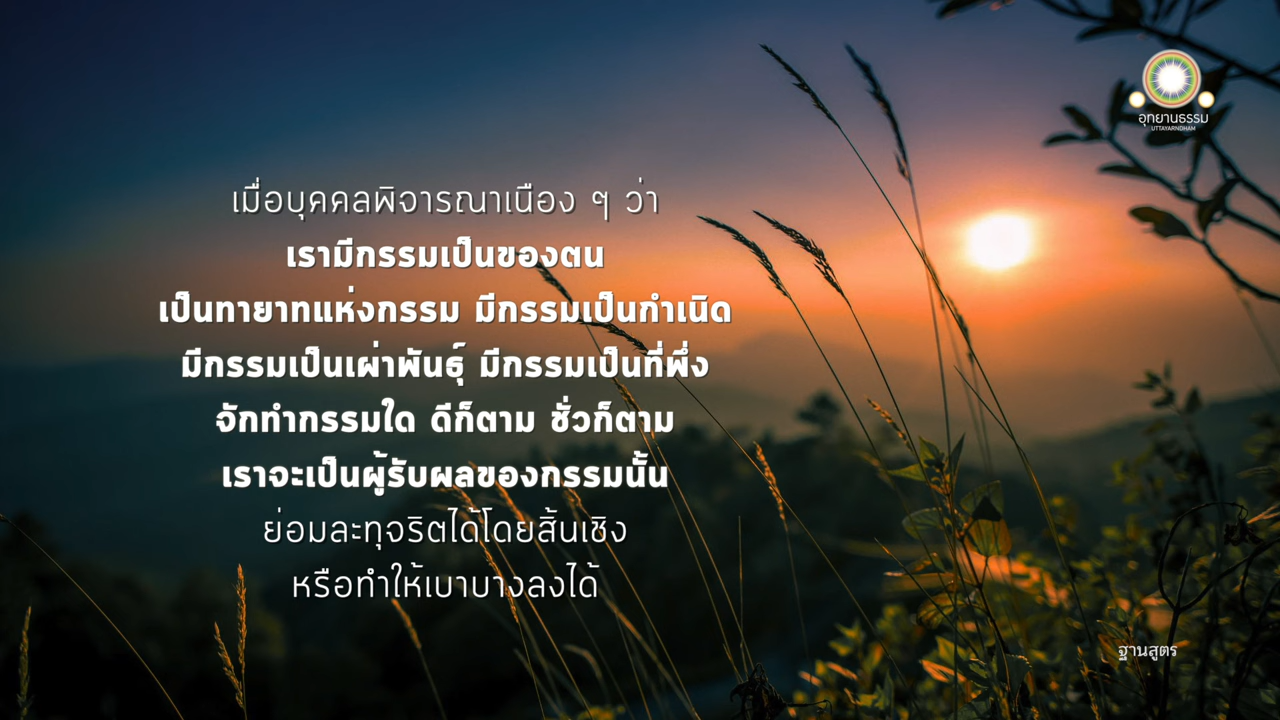 อุทยานธรรม
UTTAYARNDHAM
เมื่อบุคคลพิจารณาเนือง ๆ ว่า
เรามีกรรมเป็นของตน
เป็นทายาทแห่งกรรม มีกรรมเป็นกำเนิด
มีกรรมเป็นเผ่าพันธุ์ มีกรรมเป็นที่พึ่ง
จักทำกรรมใด ดีก็ตาม ชั่วก็ตาม
เราจะเป็นผู้รับผลของกรรมนั้น
ย่อมละทุจริตได้โดยสิ้นเชิง
หรือทำให้เบาบางลงได้
ฐานสูตร